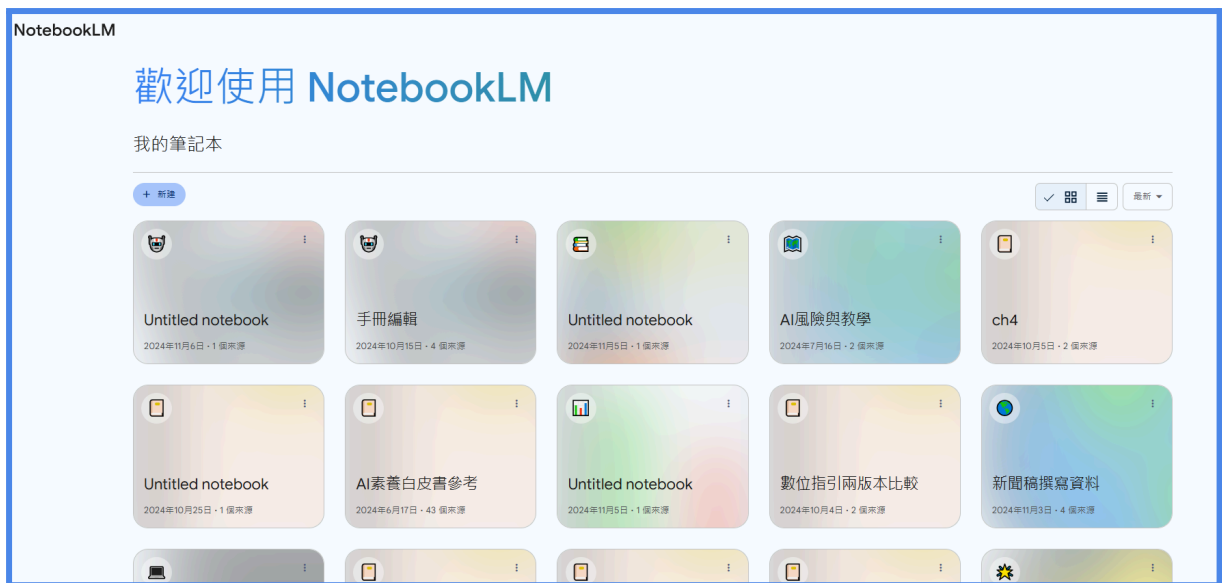 NotebookLM
歡迎使用 NotebookLM
我的筆記本
+ 新建
最新
Untitled notebook
2024年11月6日・1 個來源
手冊編輯
2024年10月15日・4 個來源
Untitled notebook
2024年11月5日・1 個來源
AI風險與教學
2024年7月16日・2 個來源
ch4
2024年10月5日・2 個來源
Untitled notebook
2024年10月25日・1 個來源
AI素養白皮書參考
2024年6月17日・43 個來源
Untitled notebook
2024年11月5日・1 個來源
數位指引兩版本比較
2024年10月4日・2 個來源
新聞稿撰寫資料
2024年11月3日・4 個來源